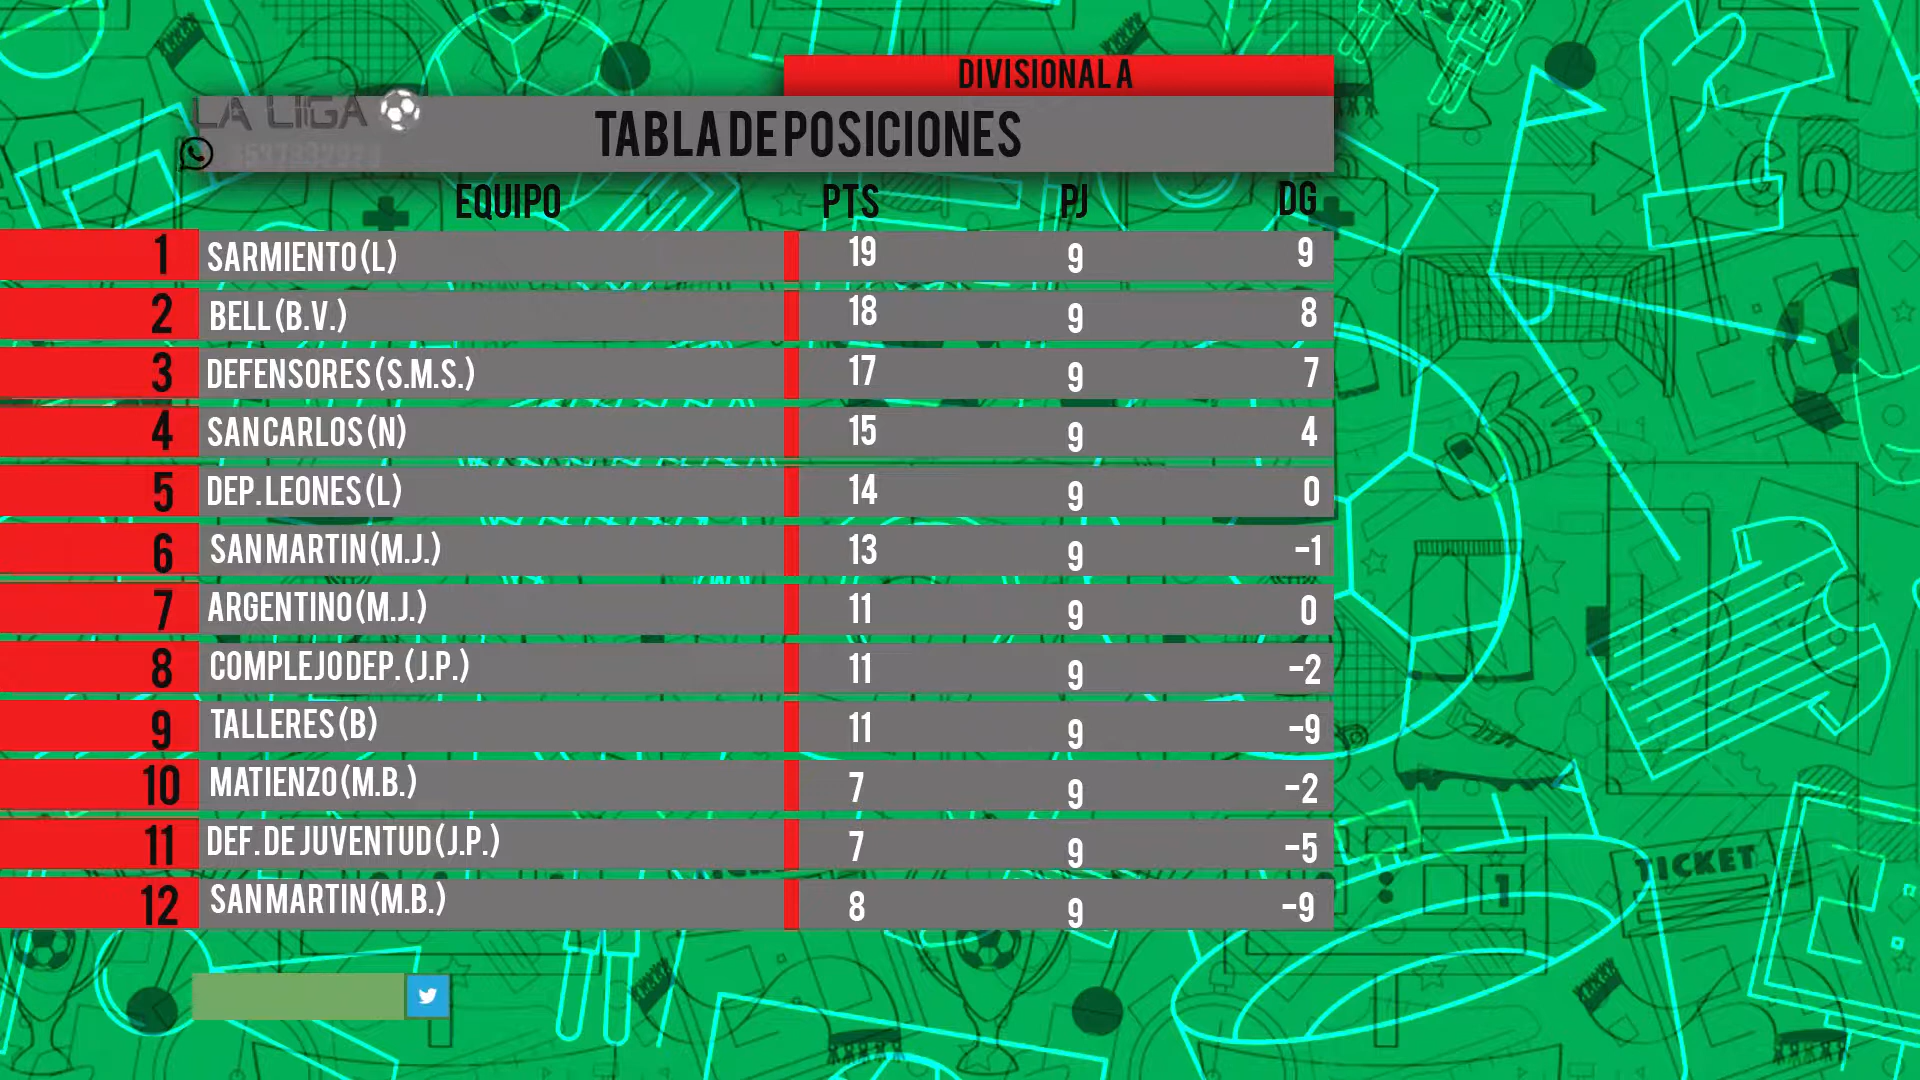 DIVISIONAL A
LA LIGA
TABLA DE POSICIONES
EQUIPO PTS PJ DG
1 SARMIENTO (L) 19 9 9
2 BELL (B.V.) 18 9 8
3 DEFENSORES (S.M.S.) 17 9 7
4 SAN CARLOS (N) 15 9 4
5 DEP. LEONES (L) 14 9 0
6 SAN MARTIN (M.J.) 13 9 -1
7 ARGENTINO (M.J.) 11 9 0
8 COMPLEJO DEP. (J.P.) 11 9 -2
9 TALLERES (B) 11 9 -9
10 MATIENZO (M.B.) 7 9 -2
11 DEF. DE JUVENTUD (J.P.) 7 9 -5
12 SAN MARTIN (M.B.) 8 9 -9
GO
TICKET
1